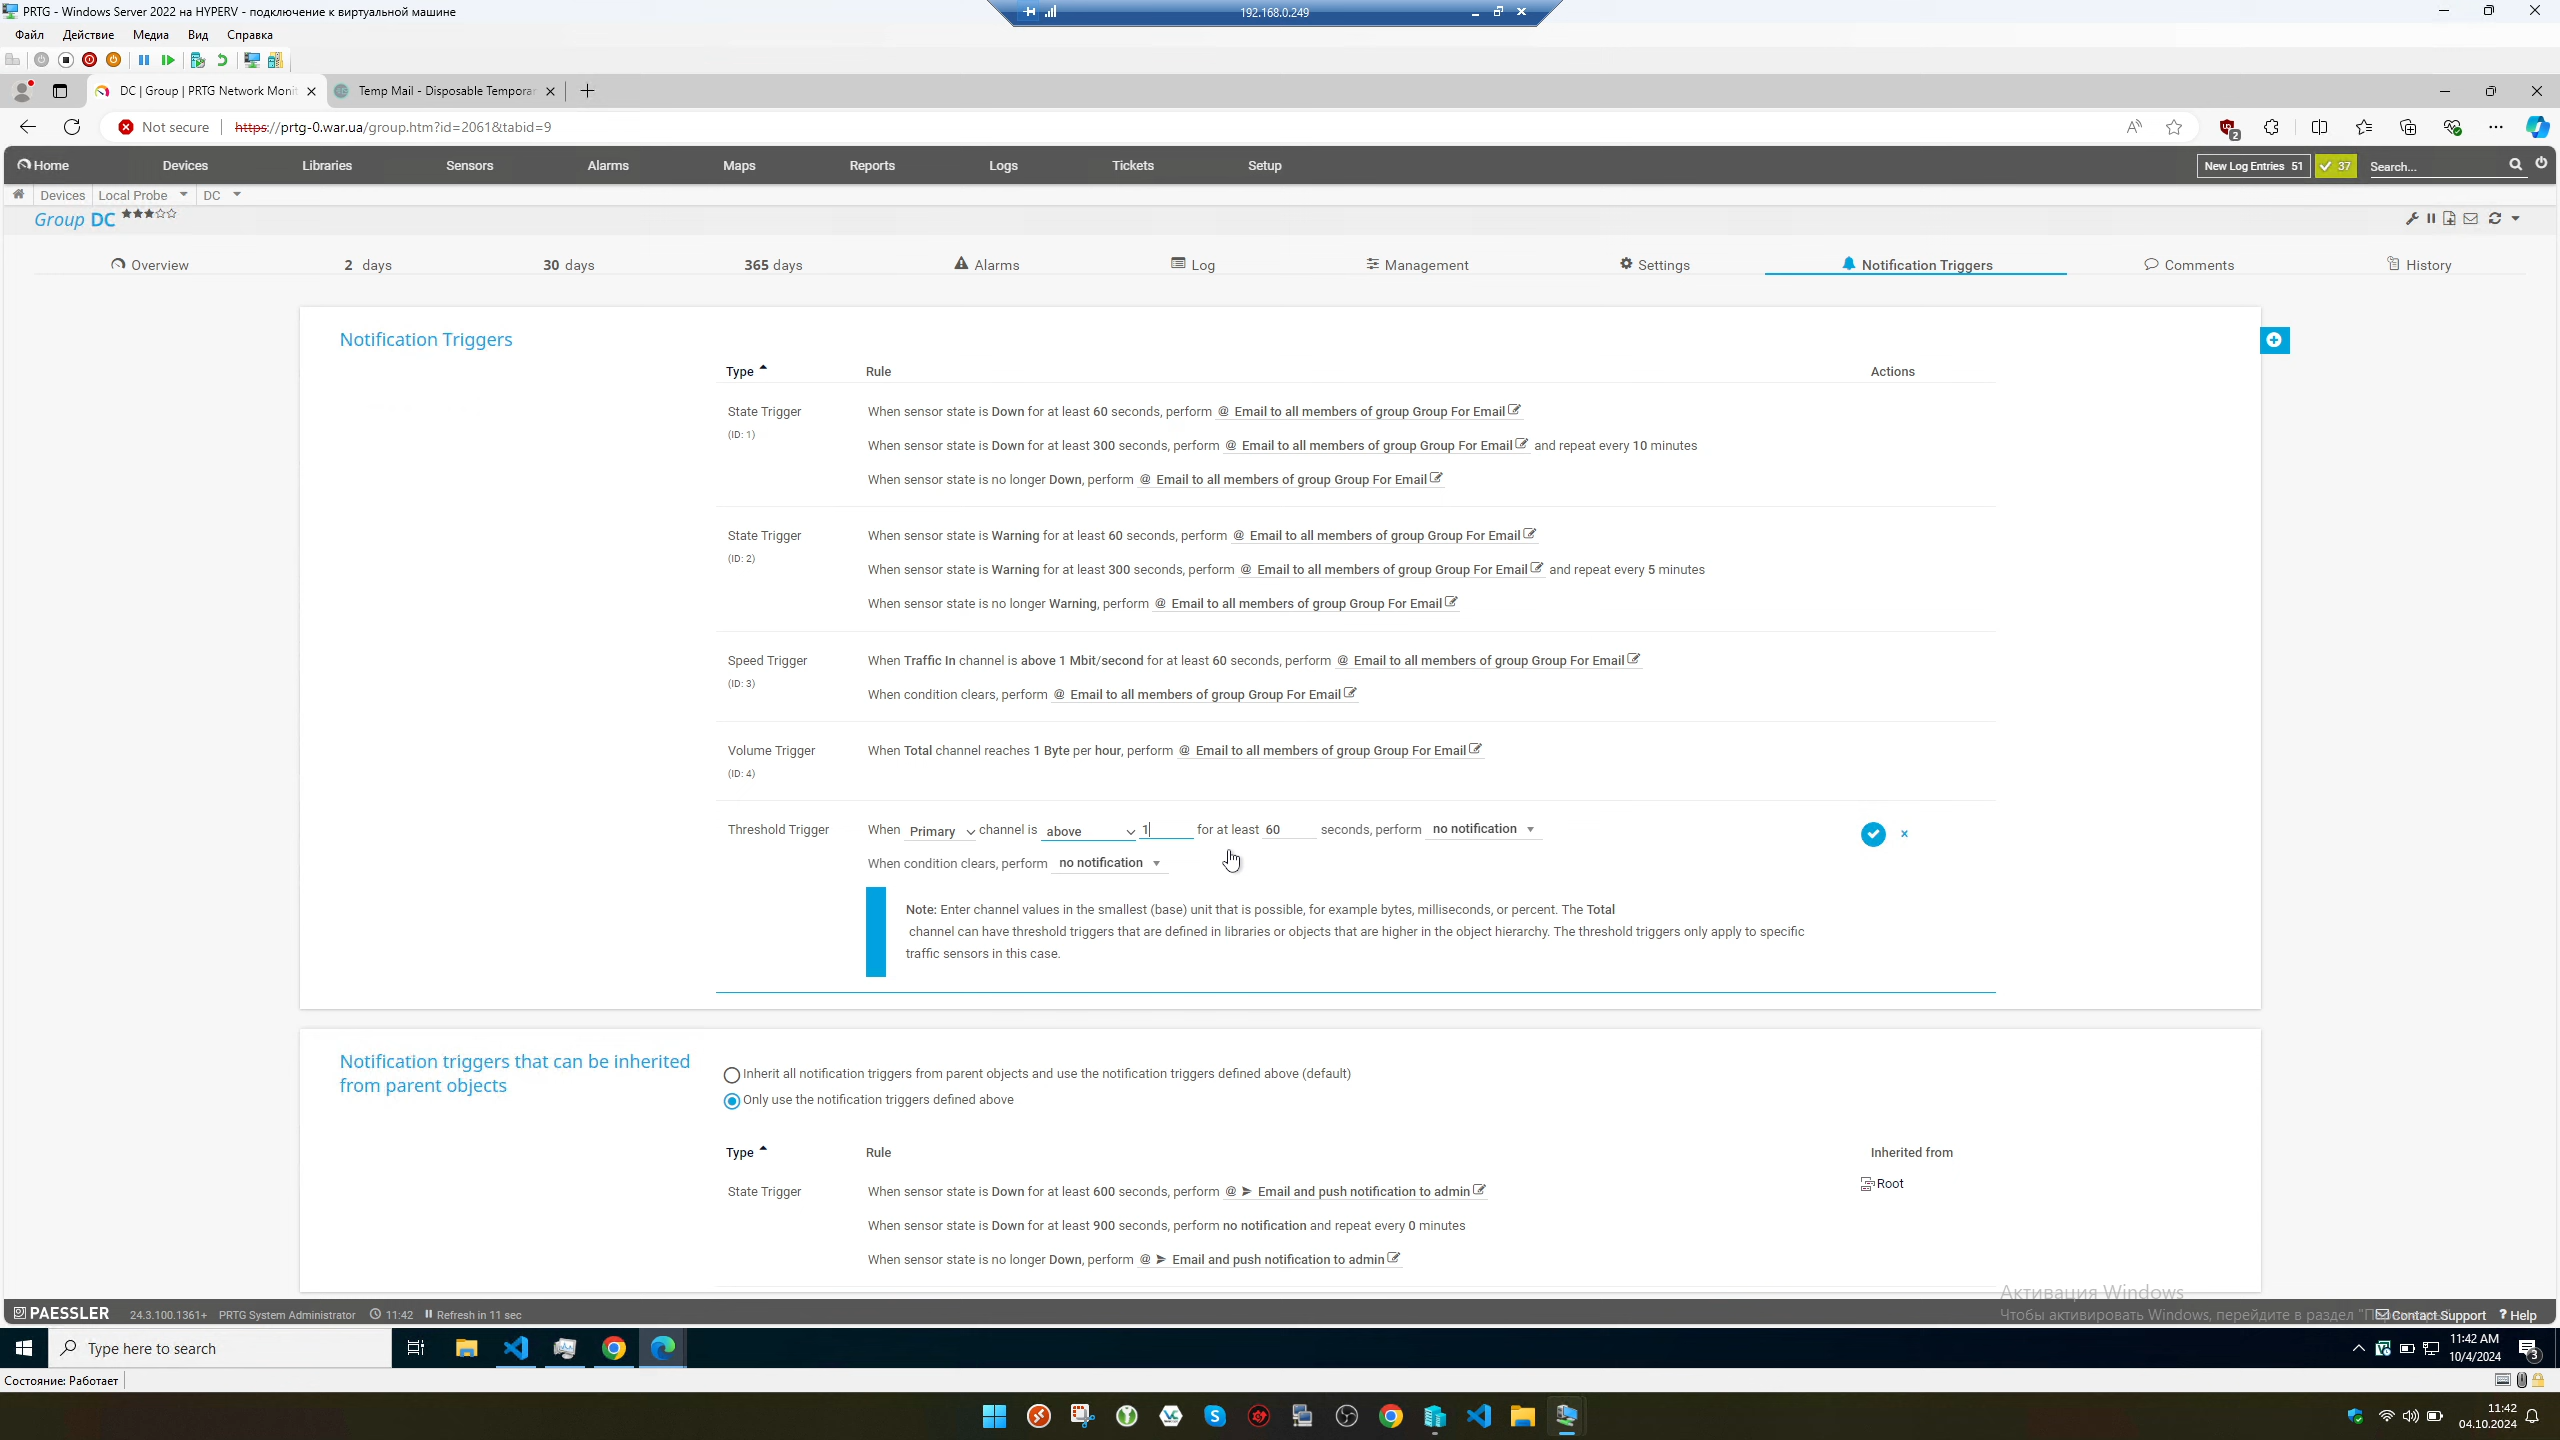 PRTG - Windows Server 2022 на HYPERV - подключение к виртуальной машине
192.168.0.249
Файл Действие Медиа Вид Справка
DC | Group | PRTG Network Moni
Temp Mail - Disposable Tempora
Not secure https://prtg-0.war.ua/group.htm?id=2061&tabid=9
2
Home Devices Libraries Sensors Alarms Maps Reports Logs Tickets Setup New Log Entries 51 37 Search...
Devices Local Probe DC
Group DC
Overview 2 days 30 days 365 days Alarms Log Management Settings Notification Triggers Comments History
Notification Triggers
Type Rule Actions
State Trigger When sensor state is Down for at least 60 seconds, perform @ Email to all members of group Group For Email
(ID: 1)
When sensor state is Down for at least 300 seconds, perform @ Email to all members of group Group For Email and repeat every 10 minutes
When sensor state is no longer Down, perform @ Email to all members of group Group For Email
State Trigger When sensor state is Warning for at least 60 seconds, perform @ Email to all members of group Group For Email
(ID: 2)
When sensor state is Warning for at least 300 seconds, perform @ Email to all members of group Group For Email and repeat every 5 minutes
When sensor state is no longer Warning, perform @ Email to all members of group Group For Email
Speed Trigger When Traffic In channel is above 1 Mbit/second for at least 60 seconds, perform @ Email to all members of group Group For Email
(ID: 3)
When condition clears, perform @ Email to all members of group Group For Email
Volume Trigger When Total channel reaches 1 Byte per hour, perform @ Email to all members of group Group For Email
(ID: 4)
Threshold Trigger When Primary channel is above 1 for at least 60 seconds, perform no notification
When condition clears, perform no notification
Note: Enter channel values in the smallest (base) unit that is possible, for example bytes, milliseconds, or percent. The Total
channel can have threshold triggers that are defined in libraries or objects that are higher in the object hierarchy. The threshold triggers only apply to specific
traffic sensors in this case.
Notification triggers that can be inherited
from parent objects
Inherit all notification triggers from parent objects and use the notification triggers defined above (default)
Only use the notification triggers defined above
Type Rule Inherited from
State Trigger When sensor state is Down for at least 600 seconds, perform @ Email and push notification to admin Root
When sensor state is Down for at least 900 seconds, perform no notification and repeat every 0 minutes
When sensor state is no longer Down, perform @ Email and push notification to admin
Активация Windows
Чтобы активировать Windows, перейдите в раздел
PAESSLER 24.3.100.1361+ PRTG System Administrator 11:42 Refresh in 11 sec Contact Support ? Help
Type here to search
11:42 AM
10/4/2024
3
Состояние: Работает
11:42
04.10.2024